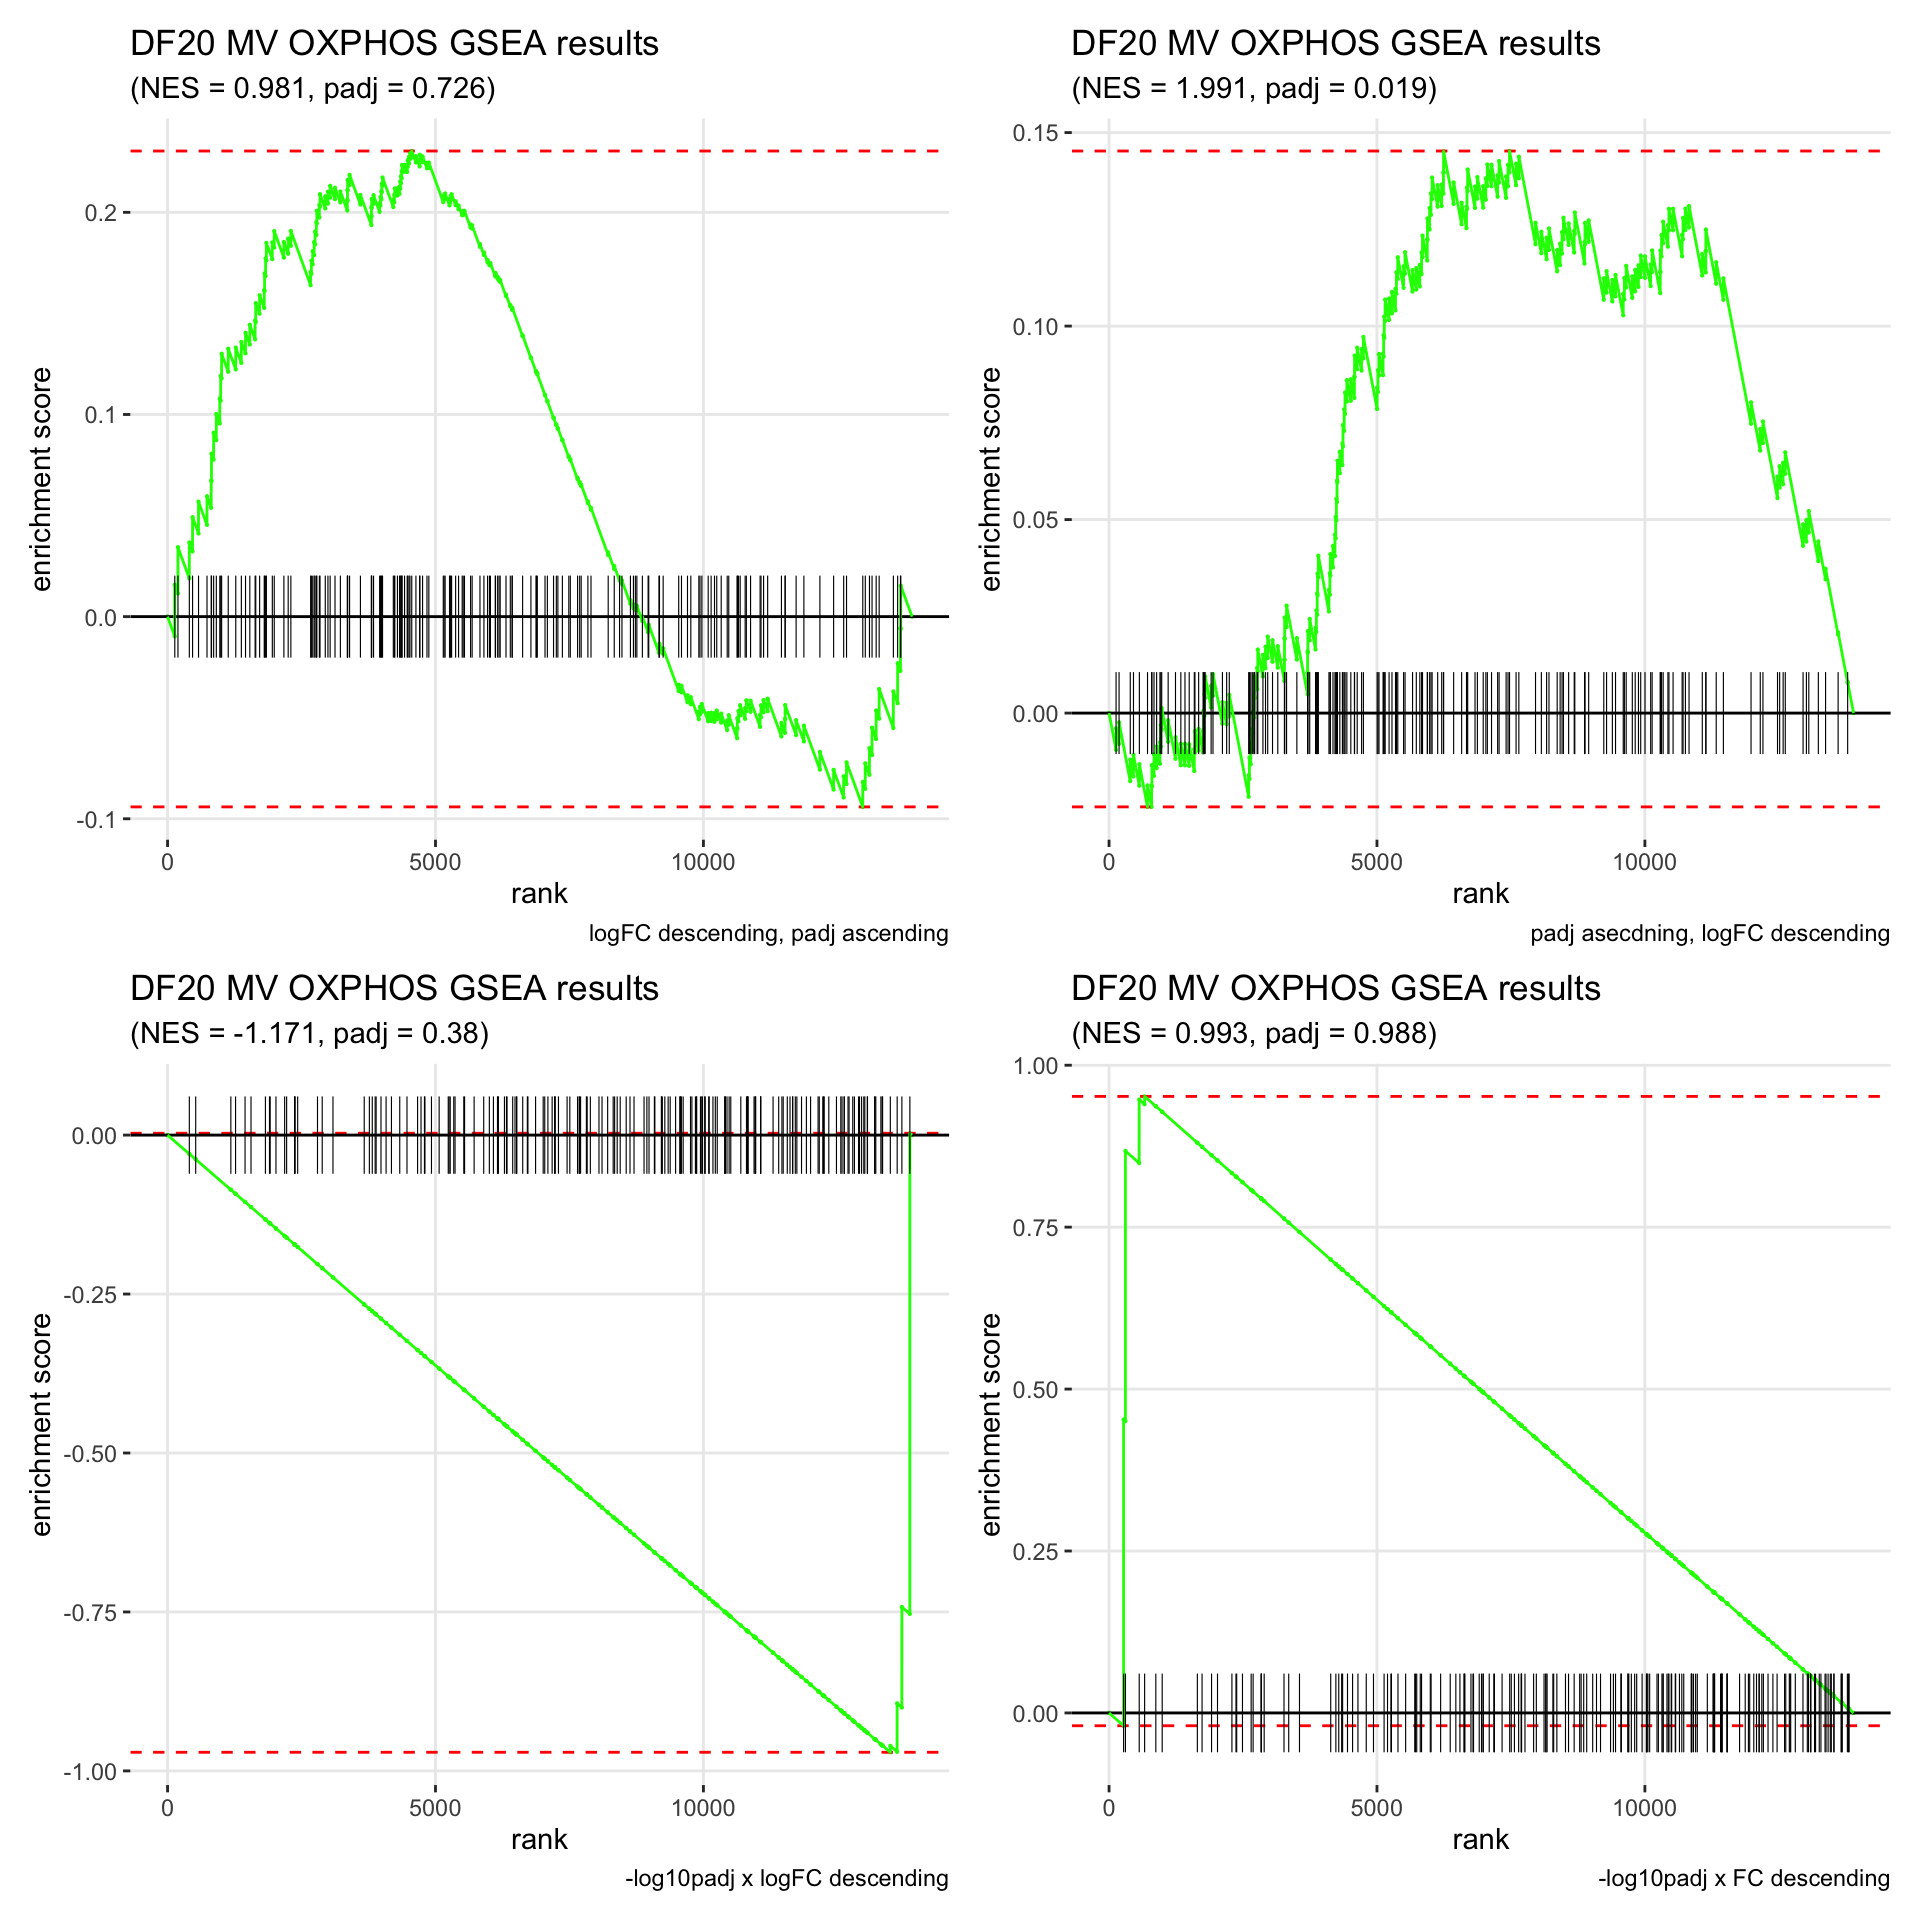 DF20 MV OXPHOS GSEA results
(NES = 0.981, padj = 0.726)
0.2
0.1
0.0
-0.1
enrichment score
0 5000 10000
rank
logFC descending, padj ascending
DF20 MV OXPHOS GSEA results
(NES = 1.991, padj = 0.019)
0.15
0.10
0.05
0.00
enrichment score
0 5000 10000
rank
padj asecdning, logFC descending
DF20 MV OXPHOS GSEA results
(NES = -1.171, padj = 0.38)
0.00
-0.25
-0.50
-0.75
-1.00
enrichment score
0 5000 10000
rank
-log10padj x logFC descending
DF20 MV OXPHOS GSEA results
(NES = 0.993, padj = 0.988)
1.00
0.75
0.50
0.25
0.00
enrichment score
0 5000 10000
rank
-log10padj x FC descending